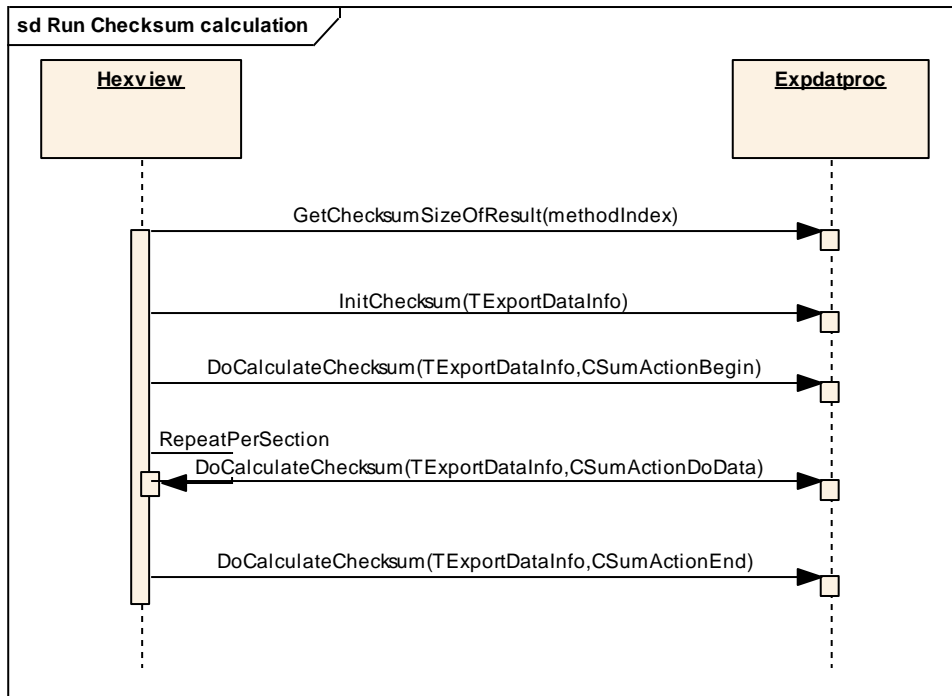 sd Run Checksum calculation
Hexview
Expdatproc
GetChecksumSizeOfResult(methodIndex)
InitChecksum(TExportDataInfo)
DoCalculateChecksum(TExportDataInfo,CSumActionBegin)
RepeatPerSection
DoCalculateChecksum(TExportDataInfo,CSumActionDoData)
DoCalculateChecksum(TExportDataInfo,CSumActionEnd)